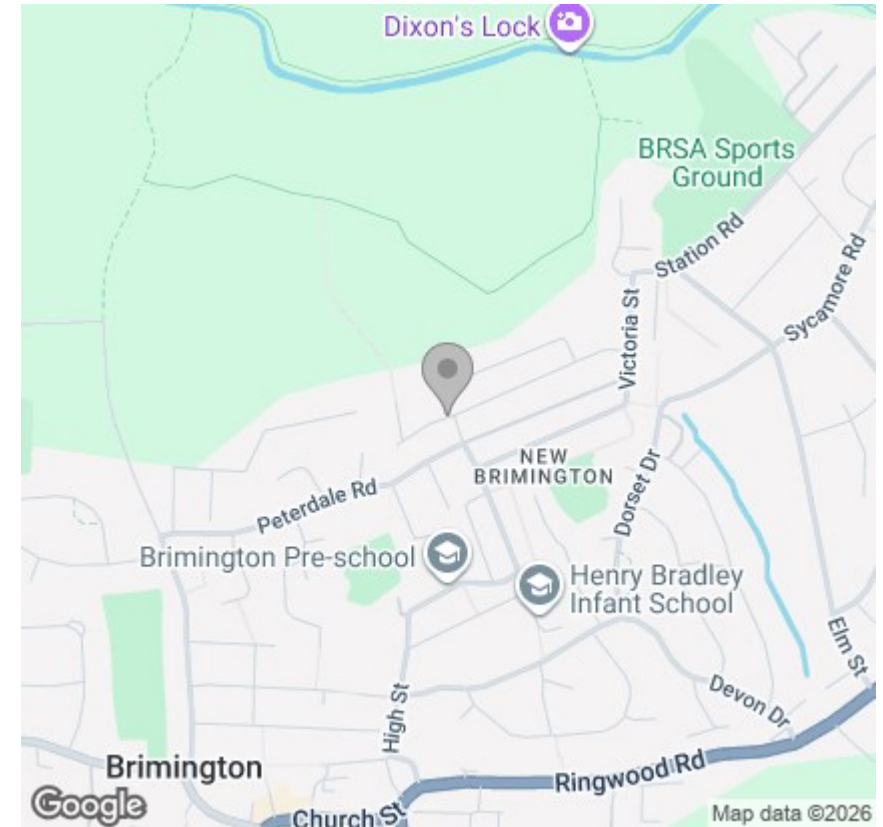 Dixon's Lock
BRSA Sports
Ground
Station Rd
Sycamore Rd
Victoria St
NEW
BRIMINGTON
Dorset Dr
Peterdale Rd
Brimington Pre-school
Henry Bradley
Infant School
Elm St
High St
Devon Dr
Brimington
Ringwood Rd
Church St
Google
Map data ©2026